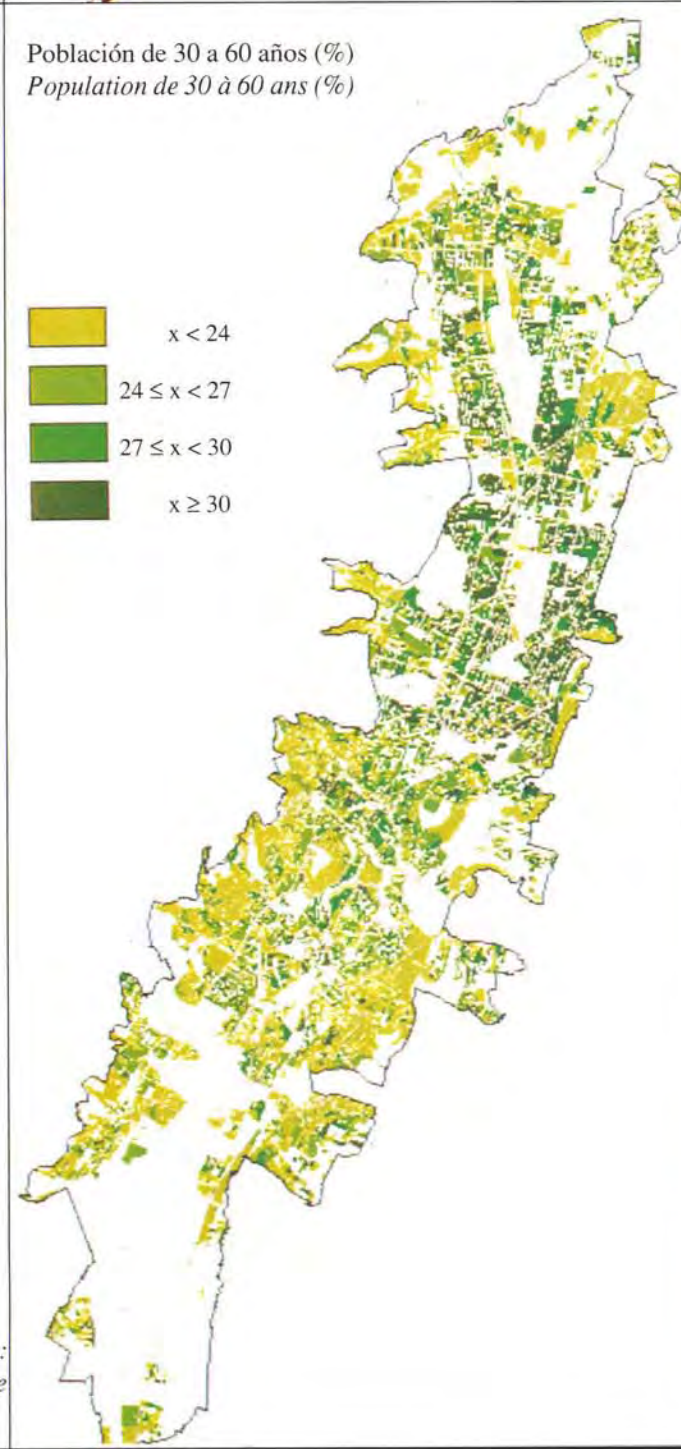 Población de 30 a 60 años (%)
Population de 30 à 60 ans (%)
x < 24
24 ≤ x < 27
27 ≤ x < 30
x ≥ 30
:
e